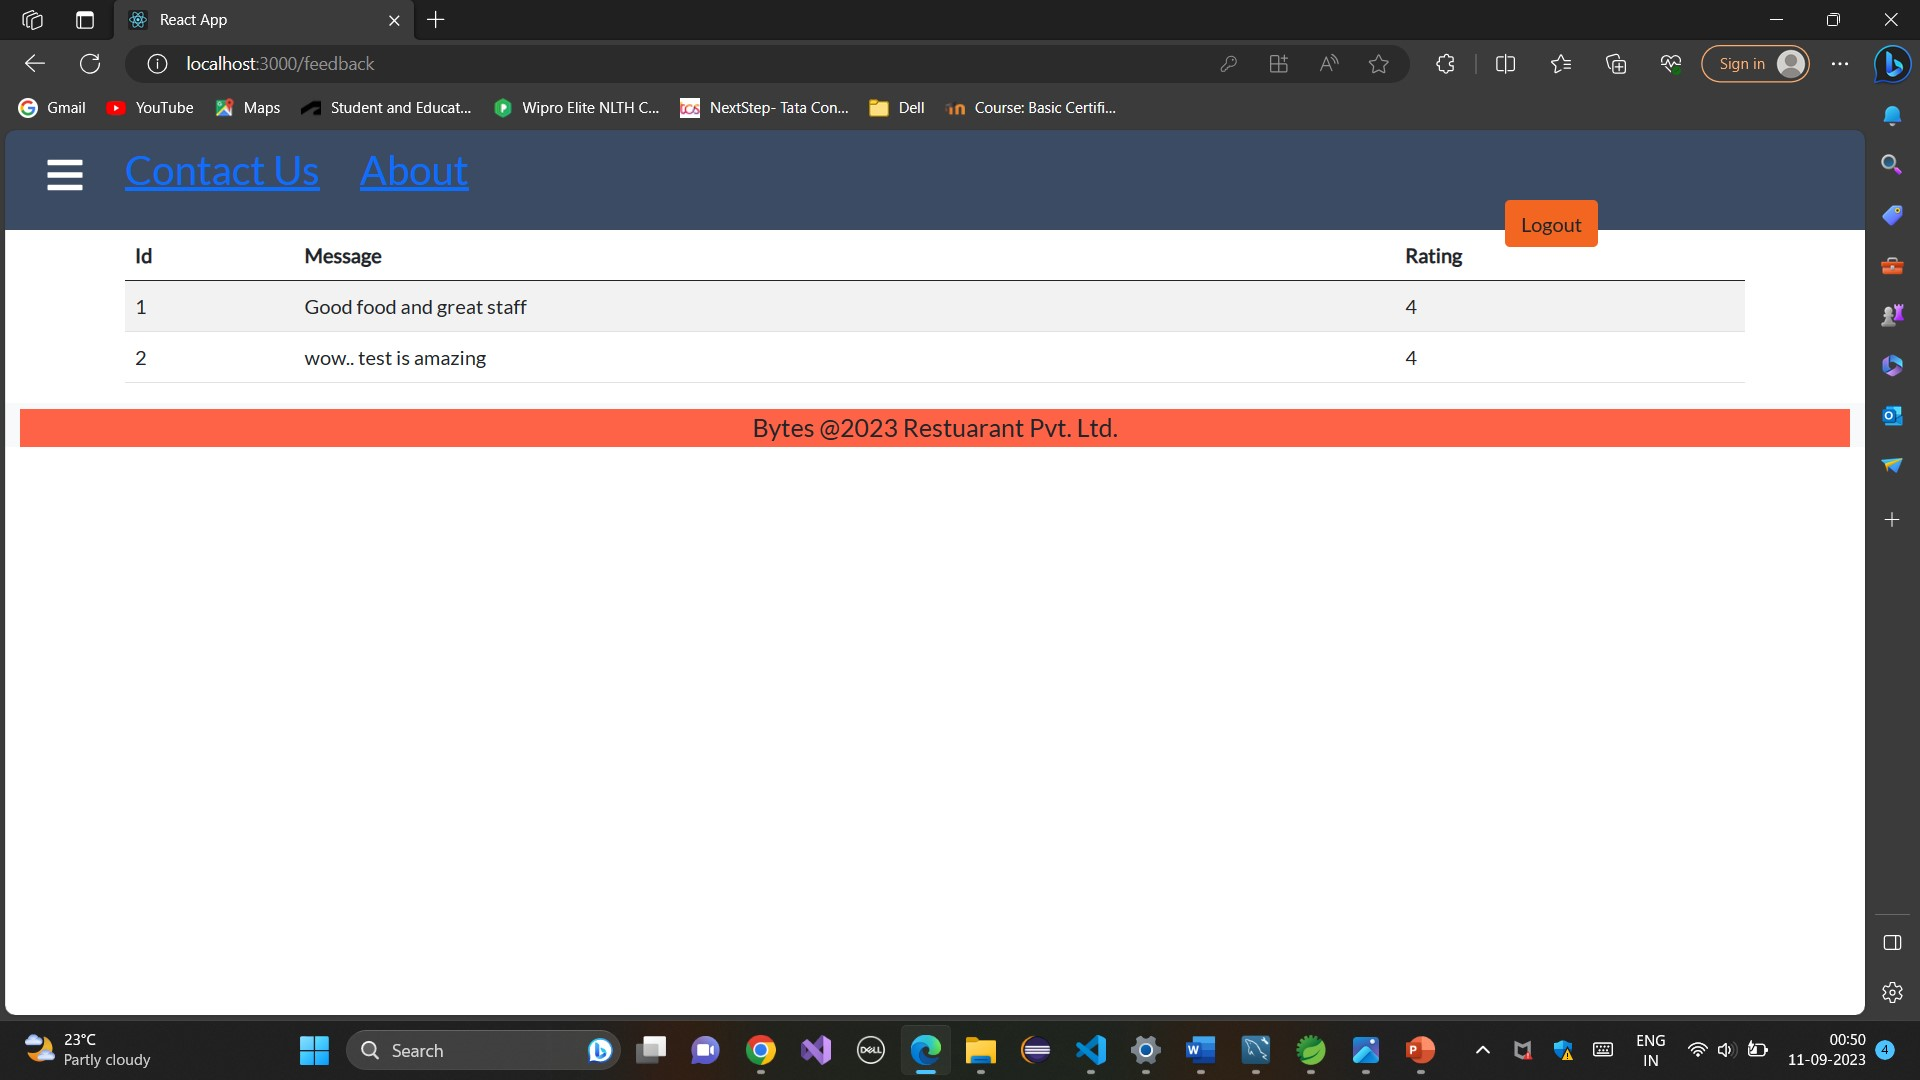 React App
localhost:3000/feedback
Sign in
Gmail YouTube Maps Student and Educat... Wipro Elite NLTH C... tcs NextStep- Tata Con... Dell Course: Basic Certifi...
Contact Us About
Logout
Id Message Rating
1 Good food and great staff 4
2 wow.. test is amazing 4
Bytes @2023 Restuarant Pvt. Ltd.
23°C
Partly cloudy
Search
DELL
ENG
IN
00:50
11-09-2023
4